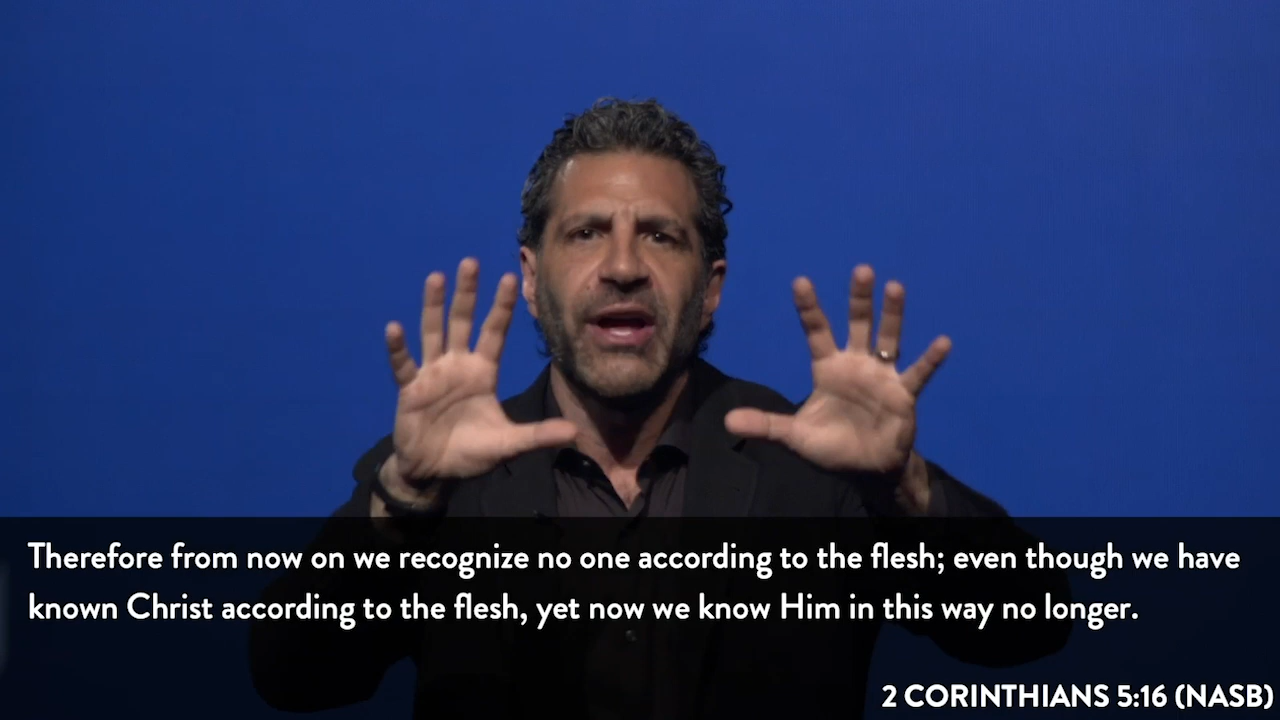 Therefore from now on we recognize no one according to the flesh; even though we have
known Christ according to the flesh, yet now we know Him in this way no longer.
2 CORINTHIANS 5:16 (NASB)